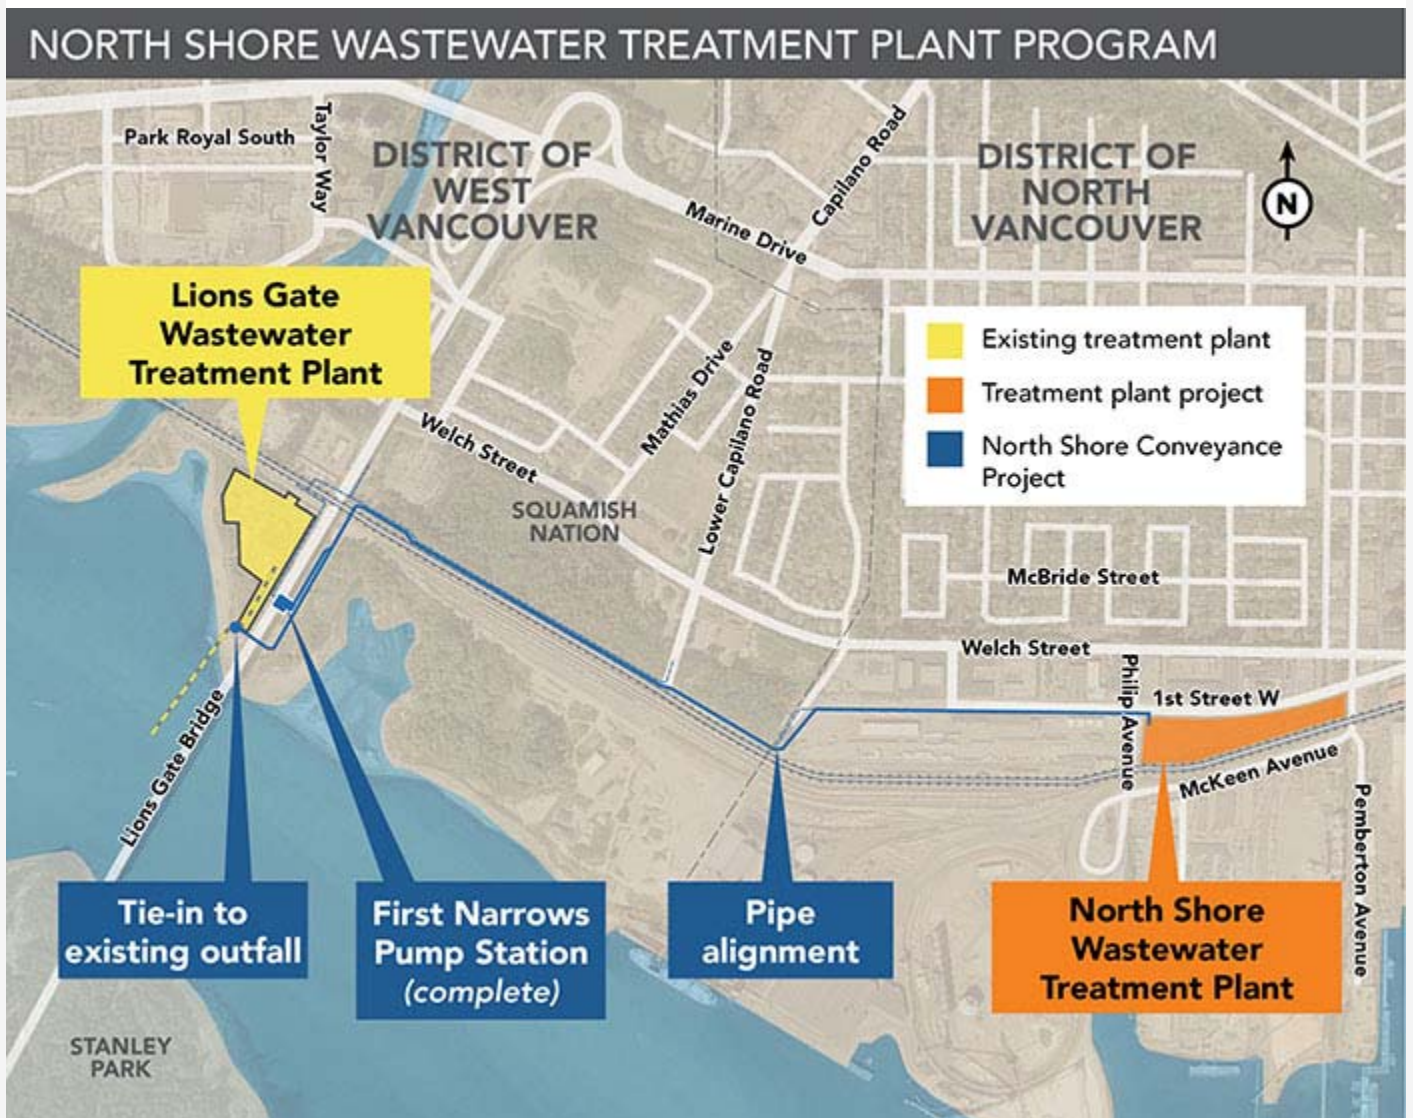 NORTH SHORE WASTEWATER TREATMENT PLANT PROGRAM
Park Royal South
Taylor Way
DISTRICT OF
WEST
VANCOUVER
Capilano Road
DISTRICT OF
NORTH
VANCOUVER
N
Marine Drive
Lions Gate
Wastewater
Treatment Plant
Existing treatment plant
Treatment plant project
North Shore Conveyance
Project
Mathias Drive
Lower Capilano Road
Welch Street
SQUAMISH
NATION
McBride Street
Welch Street
Philip Avenue
1st Street W
McKeen Avenue
Pemberton Avenue
Lions Gate Bridge
Tie-in to
existing outfall
First Narrows
Pump Station
(complete)
Pipe
alignment
North Shore
Wastewater
Treatment Plant
STANLEY
PARK